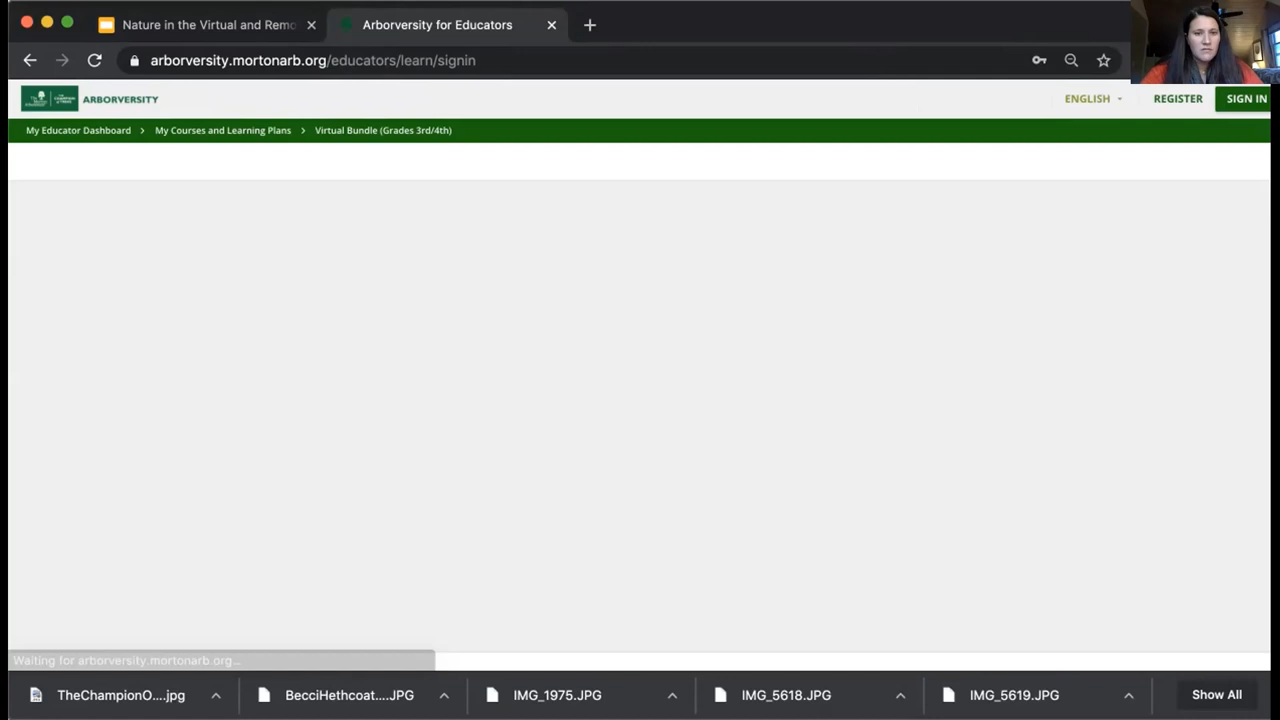 Nature in the Virtual and Remo
Arborversity for Educators
arborversity.mortonarb.org/educators/learn/signin
ARBORVERSITY
ENGLISH
REGISTER
SIGN IN
My Educator Dashboard > My Courses and Learning Plans > Virtual Bundle (Grades 3rd/4th)
Waiting for arborversity.mortonarb.org...
TheChampionO....jpg
BecciHethcoat....JPG
IMG_1975.JPG
IMG_5618.JPG
IMG_5619.JPG
Show All